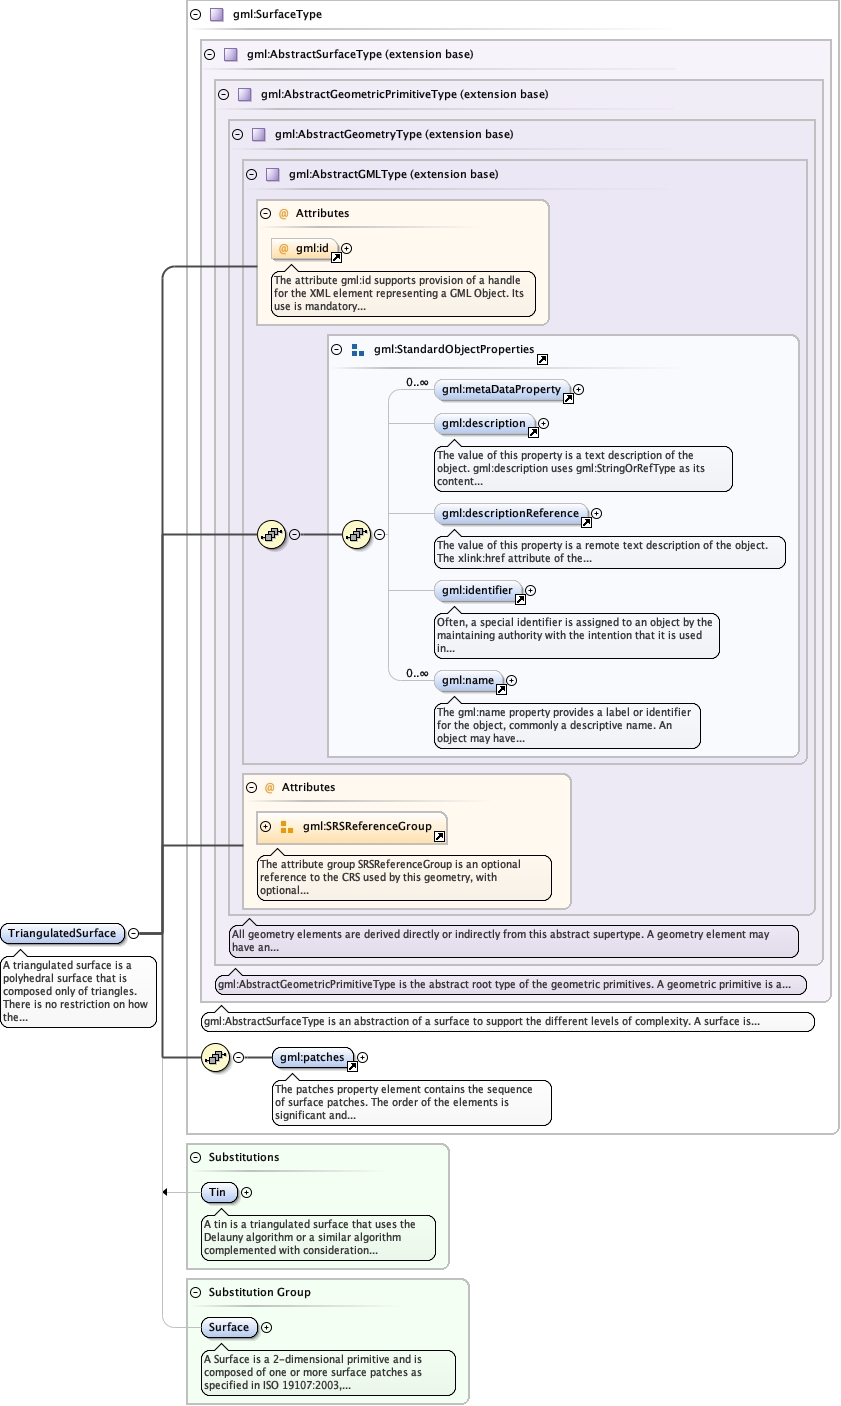 gml:SurfaceType
gml:AbstractSurfaceType (extension base)
gml:AbstractGeometricPrimitiveType (extension base)
gml:AbstractGeometryType (extension base)
gml:AbstractGMLType (extension base)
@ Attributes
@ gml:id
The attribute gml:id supports provision of a handle
for the XML element representing a GML Object. Its
use is mandatory...
gml:StandardObjectProperties
0..∞
gml:metaDataProperty
gml:description
The value of this property is a text description of the
object. gml:description uses gml:StringOrRefType as its
content...
gml:descriptionReference
The value of this property is a remote text description of the object.
The xlink:href attribute of the...
gml:identifier
Often, a special identifier is assigned to an object by the
maintaining authority with the intention that it is used
in...
0..∞
gml:name
The gml:name property provides a label or identifier
for the object, commonly a descriptive name. An
object may have...
@ Attributes
gml:SRSReferenceGroup
The attribute group SRSReferenceGroup is an optional
reference to the CRS used by this geometry, with
optional...
All geometry elements are derived directly or indirectly from this abstract supertype. A geometry element may
have an...
gml:AbstractGeometricPrimitiveType is the abstract root type of the geometric primitives. A geometric primitive is a...
gml:AbstractSurfaceType is an abstraction of a surface to support the different levels of complexity. A surface is...
TriangulatedSurface
A triangulated surface is a
polyhedral surface that is
composed only of triangles.
There is no restriction on how
the...
gml:patches
The patches property element contains the sequence
of surface patches. The order of the elements is
significant and...
Substitutions
Tin
A tin is a triangulated surface that uses the
Delauny algorithm or a similar algorithm
complemented with consideration...
Substitution Group
Surface
A Surface is a 2-dimensional primitive and is
composed of one or more surface patches as
specified in ISO 19107:2003,...